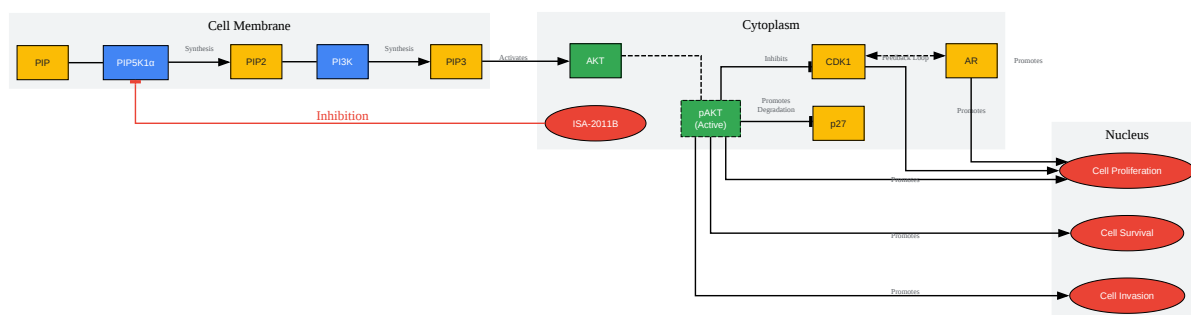 Cell Membrane
Cytoplasm
PIP
PIP5K1α
Synthesis
PIP2
PI3K
Synthesis
PIP3
Activates
AKT
Inhibits
CDK1
Feedback Loop
AR
Promotes
Inhibition
ISA-2011B
pAKT
(Active)
Promotes
Degradation
p27
Promotes
Nucleus
Cell Proliferation
Promotes
Cell Survival
Promotes
Cell Invasion
Promotes